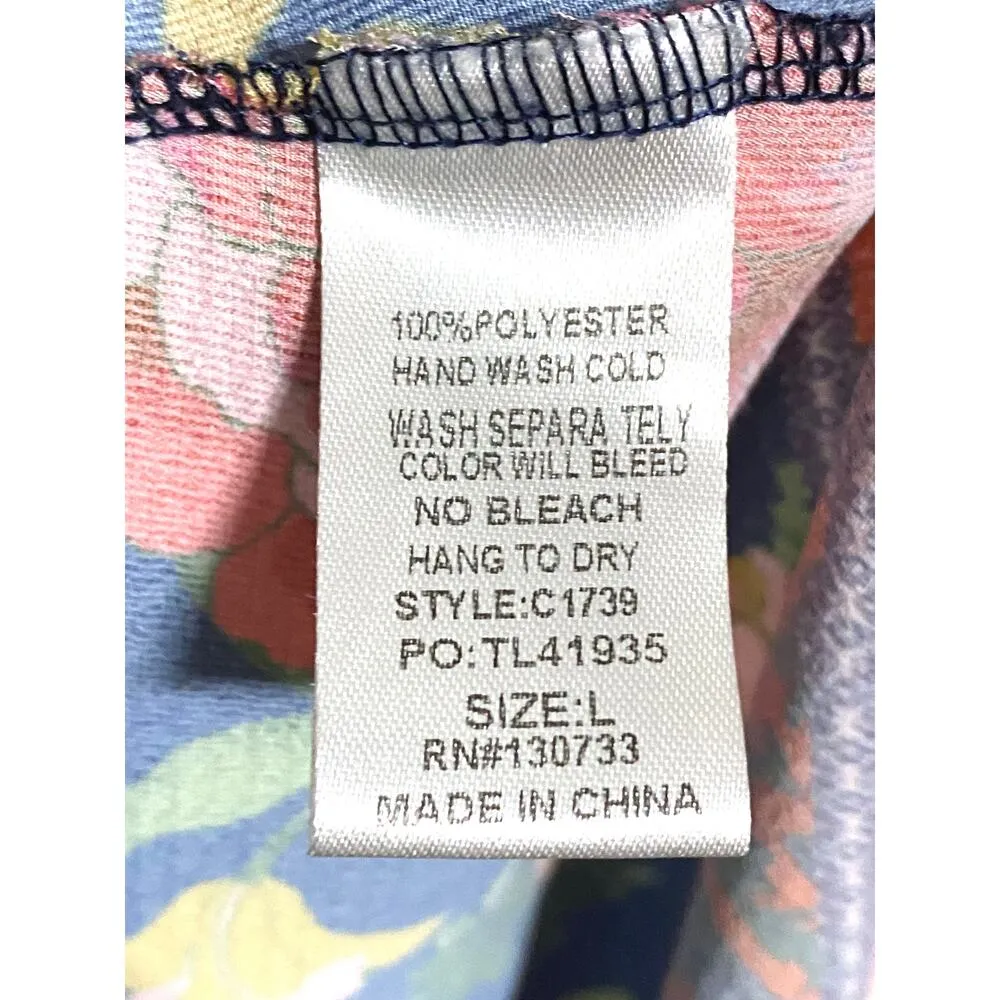 100%POLYESTER
HAND WASH COLD
WASH SEPARA TELY
COLOR WILL BLEED
NO BLEACH
HANG TO DRY
STYLE:C1739
PO:TL41935
SIZE:L
RN#130733
MADE IN CHINA